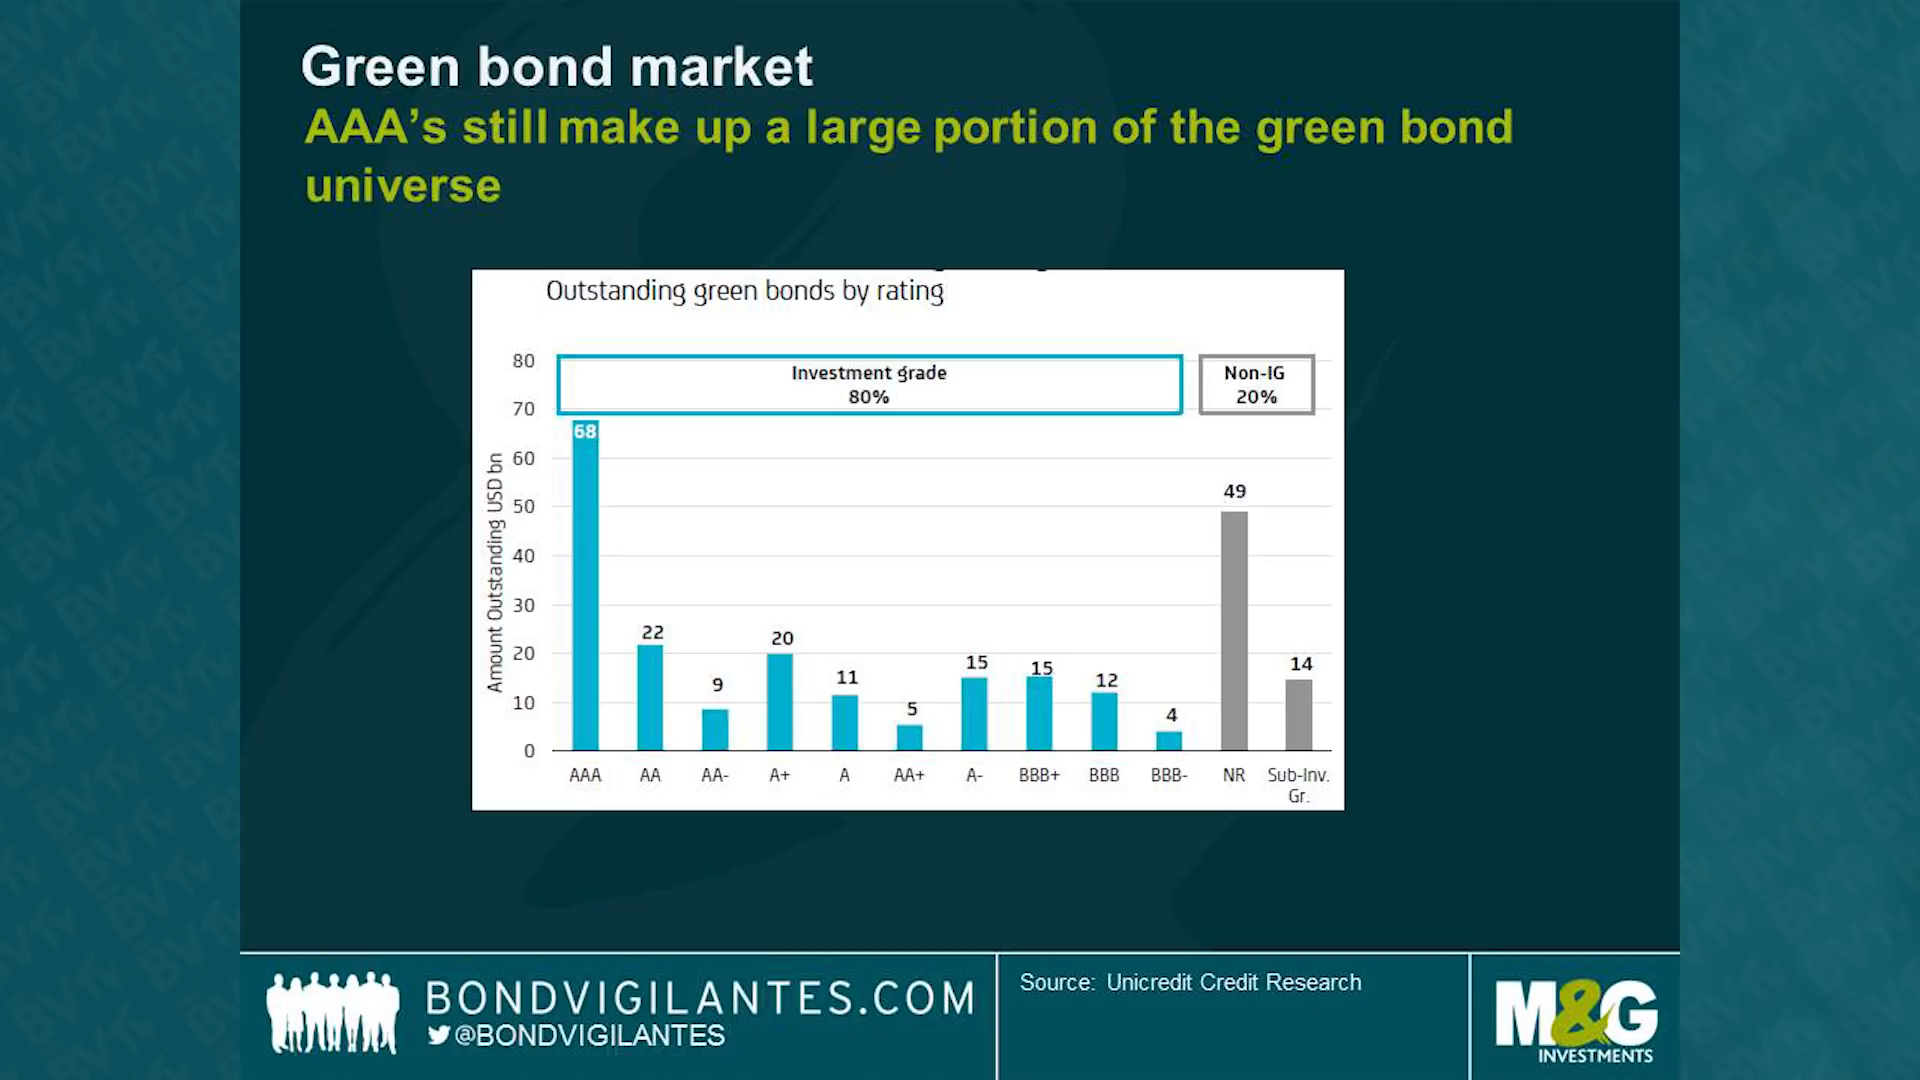 Green bond market
AAA's still make up a large portion of the green bond
universe
Outstanding green bonds by rating
Amount Outstanding USD bn
80
70
60
50
40
30
20
10
0
Investment grade
80%
Non-IG
20%
68
22
9
20
11
5
15
15
12
4
49
14
AAA
AA
AA-
A+
A
AA+
A-
BBB+
BBB
BBB-
NR
Sub-Inv.
Gr.
BONDVIGILANTES.COM
@BONDVIGILANTES
Source: Unicredit Credit Research
M&G
INVESTMENTS